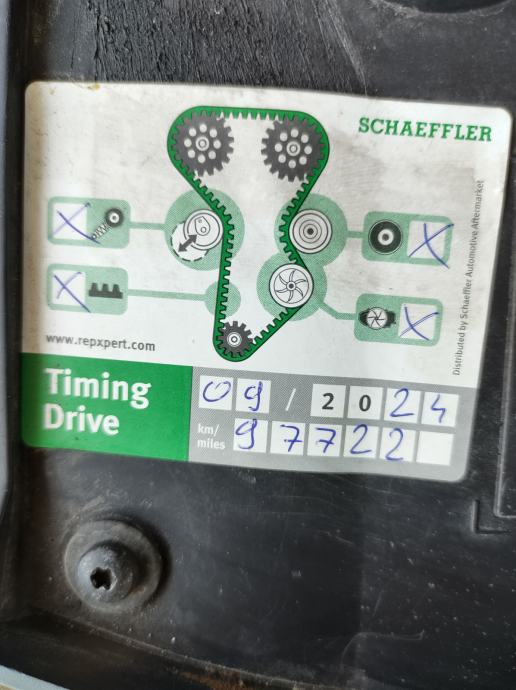 SCHAEFFLER
X
X
X
X
www.repxpert.com
Distributed by Schaeffler Automotive Aftermarket
Timing
Drive
09 / 2024
km/
miles
97722